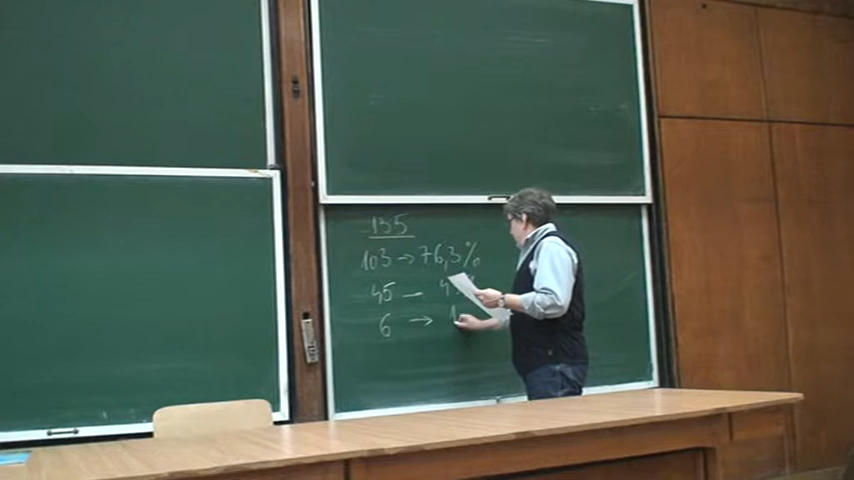 135
103 → 76,3%
45 —
6 →